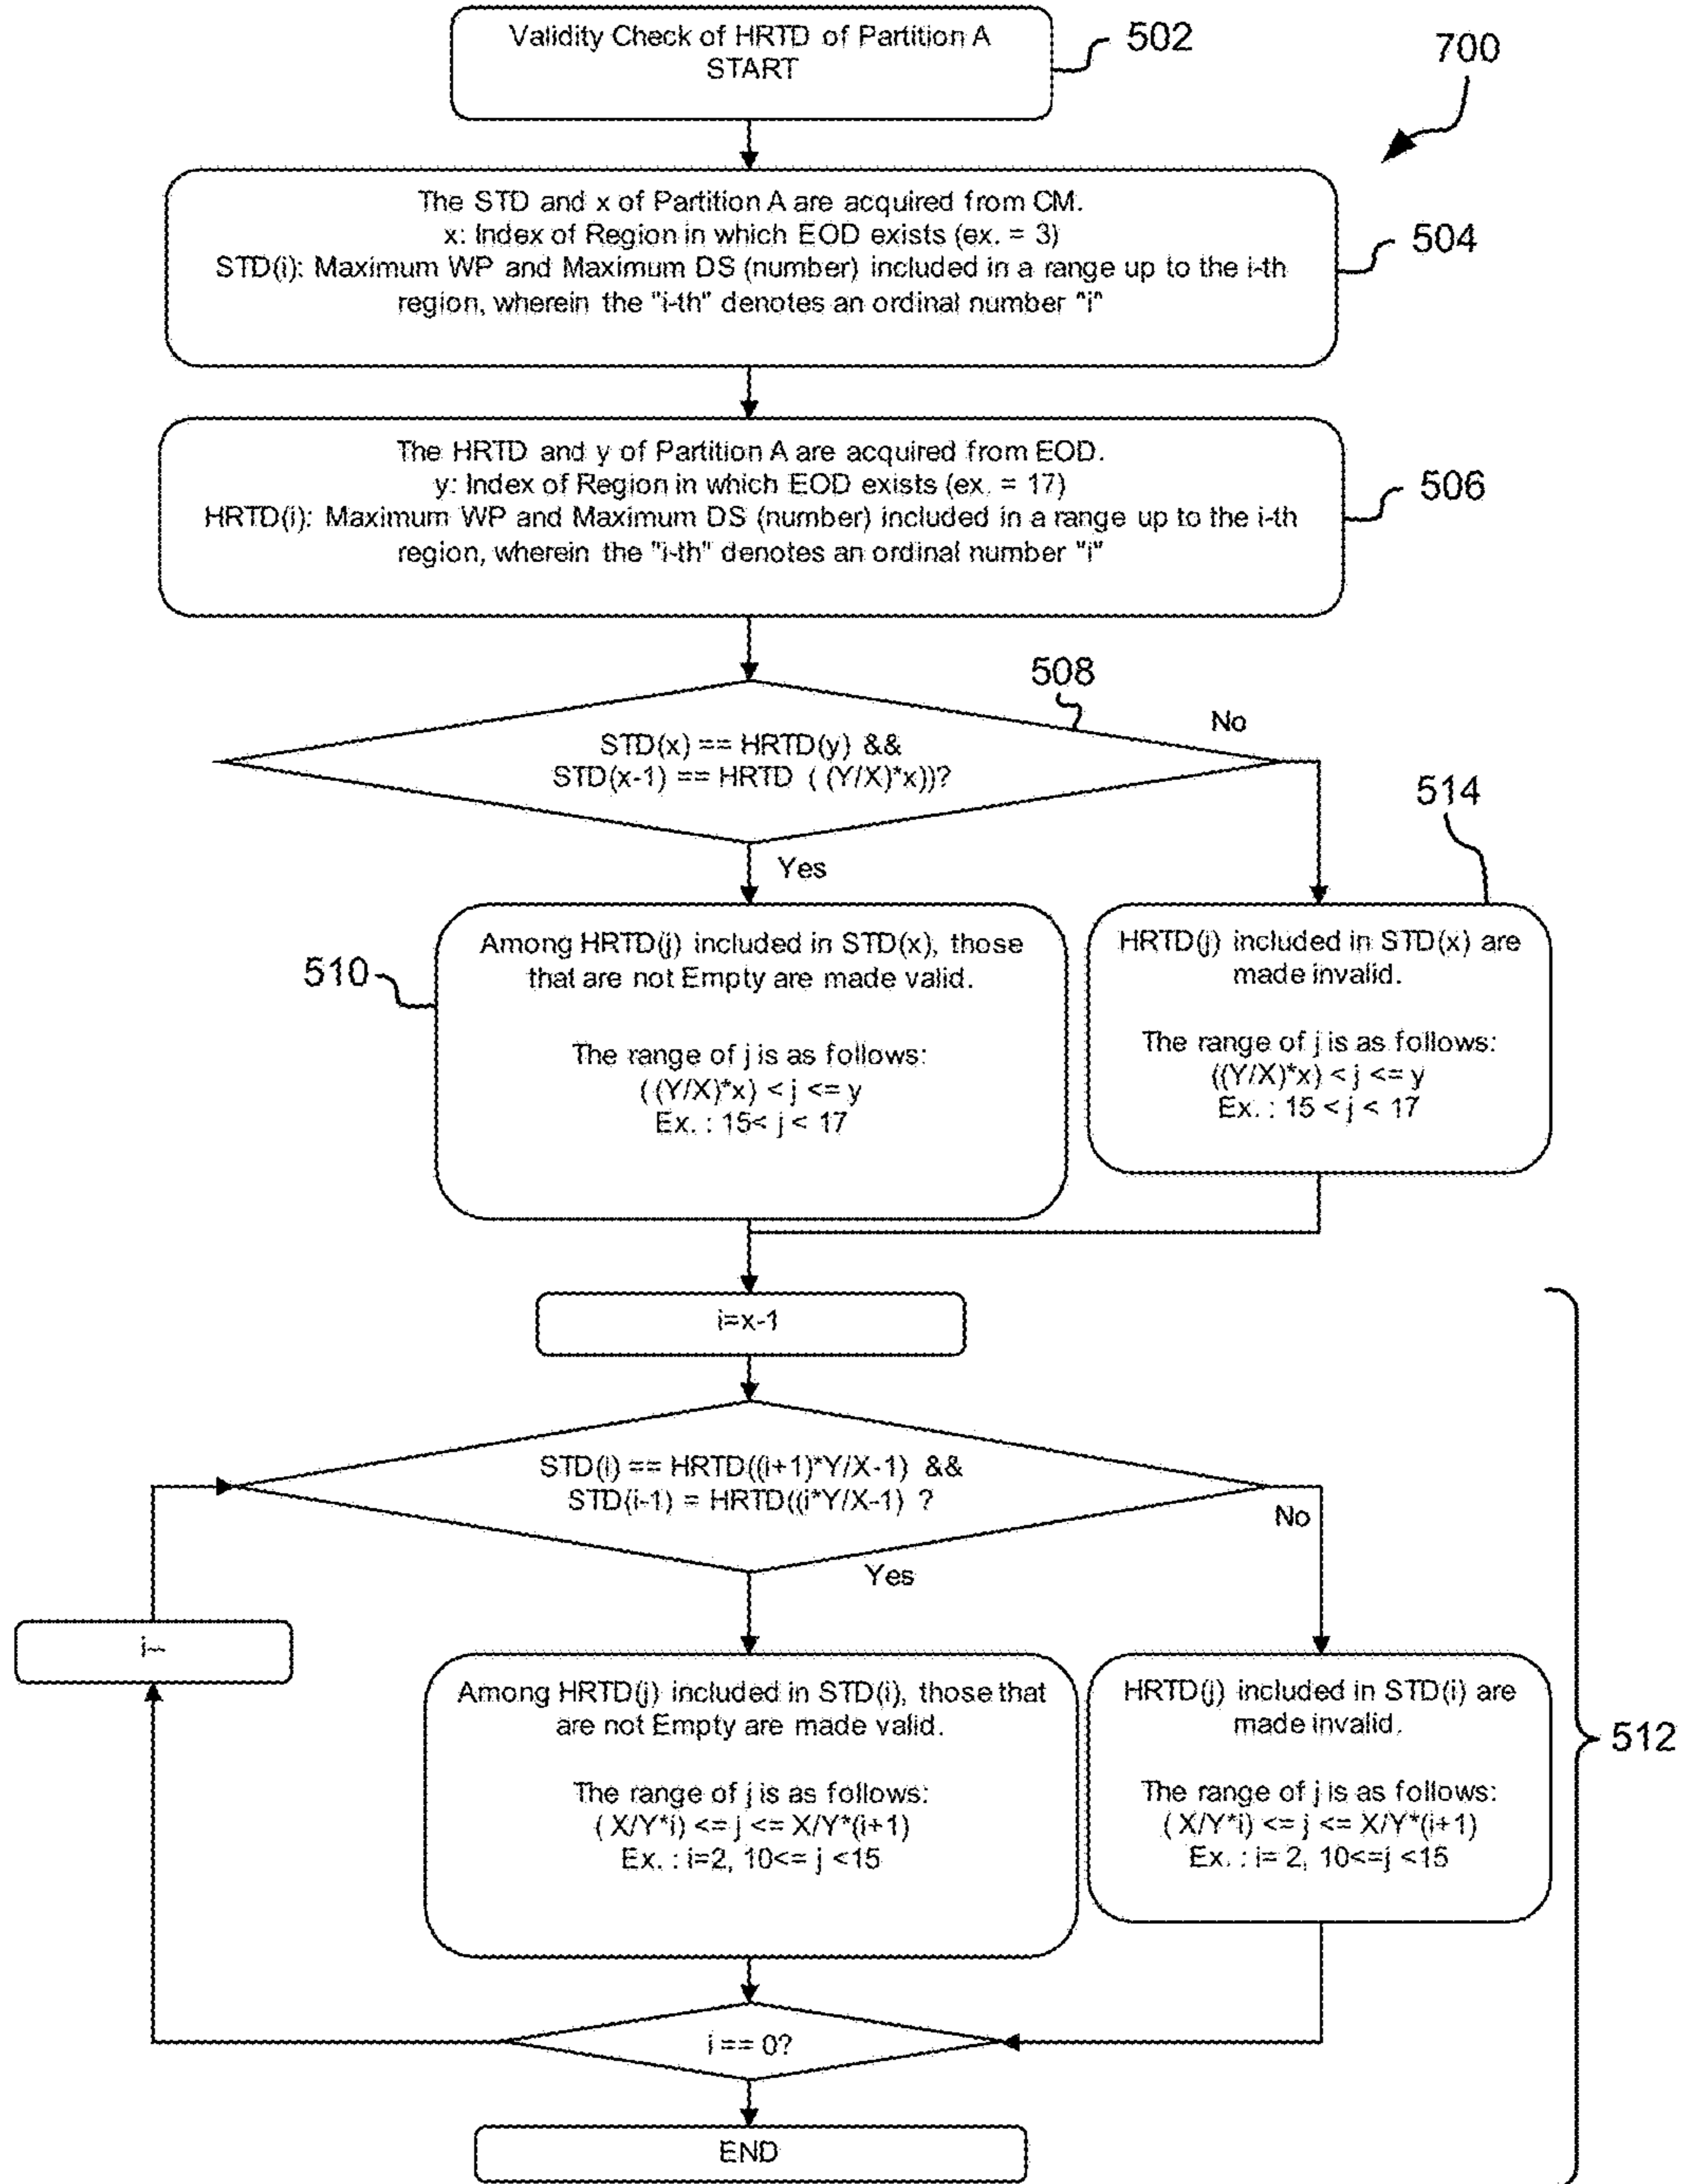 Validity Check of HRTD of Partition A
START
502
700
The STD and x of Partition A are acquired from CM.
x: Index of Region in which EOD exists (ex. = 3)
STD(i): Maximum WP and Maximum DS (number) included in a range up to the i-th
region, wherein the "i-th" denotes an ordinal number "i"
504
The HRTD and y of Partition A are acquired from EOD.
y: Index of Region in which EOD exists (ex. = 17)
HRTD(i): Maximum WP and Maximum DS (number) included in a range up to the i-th
region, wherein the "i-th" denotes an ordinal number "i"
506
508
STD(x) == HRTD(y) &&
STD(x-1) == HRTD ( (Y/X)*x))?
No
Yes
514
510
Among HRTD(j) included in STD(x), those
that are not Empty are made valid.
The range of j is as follows:
( (Y/X)*x) < j <= y
Ex. : 15< j < 17
HRTD(j) included in STD(x) are
made invalid.
The range of j is as follows:
((Y/X)*x) < j <= y
Ex. : 15 < j < 17
i=x-1
STD(i) == HRTD((i+1)*Y/X-1) &&
STD(i-1) = HRTD((i*Y/X-1) ?
No
Yes
i--
Among HRTD(j) included in STD(i), those that
are not Empty are made valid.
The range of j is as follows:
( X/Y*i) <= j <= X/Y*(i+1)
Ex. : i=2, 10<= j <15
HRTD(j) included in STD(i) are
made invalid.
The range of j is as follows:
( X/Y*i) <= j <= X/Y*(i+1)
Ex. : i= 2, 10<=j <15
512
i == 0?
END